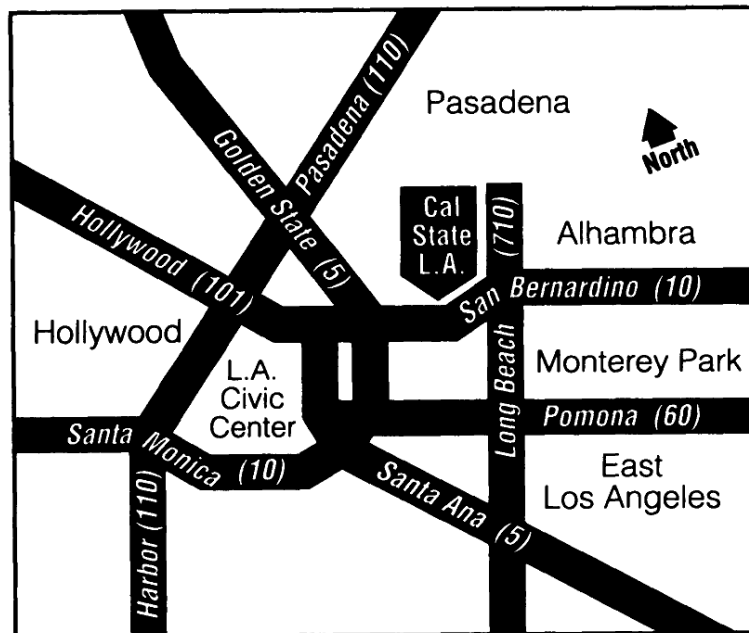 Pasadena (110)
Pasadena
Golden State (5)
North
Cal
State
L.A.
(710)
Alhambra
Hollywood (101)
San Bernardino (10)
Hollywood
L.A.
Civic
Center
Long Beach
Monterey Park
Pomona (60)
Santa Monica (10)
East
Los Angeles
Santa Ana (5)
Harbor (110)